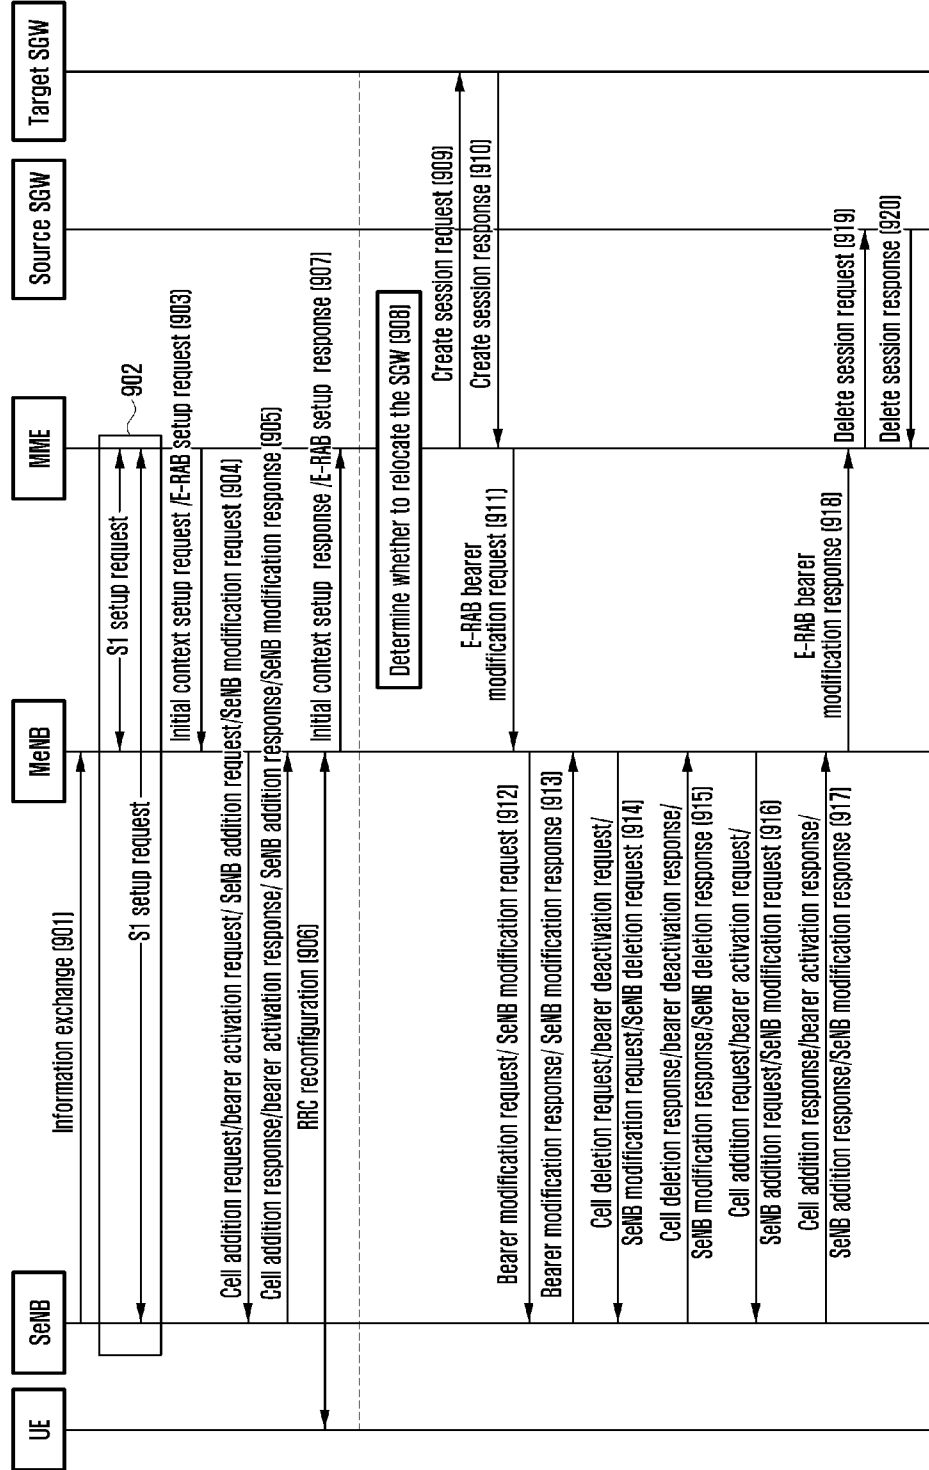 UE
SeNB
MeNB
MME
Source SGW
Target SGW
Information exchange (901)
S1 setup request
S1 setup request
902
Initial context setup request /E-RAB setup request (903)
Cell addition request/bearer activation request/ SeNB addition request/SeNB modification request (904)
Cell addition response/bearer activation response/ SeNB addition response/SeNB modification response (905)
RRC reconfiguration (906)
Initial context setup response /E-RAB setup response (907)
Determine whether to relocate the SGW (908)
Create session request (909)
Create session response (910)
E-RAB bearer
modification request (911)
Bearer modification request/ SeNB modification request (912)
Bearer modification response/ SeNB modification response (913)
Cell deletion request/bearer deactivation request/
SeNB modification request/SeNB deletion request (914)
Cell deletion response/bearer deactivation response/
SeNB modification response/SeNB deletion response (915)
Cell addition request/bearer activation request/
SeNB addition request/SeNB modification request (916)
Cell addition response/bearer activation response/
SeNB addition response/SeNB modification response (917)
E-RAB bearer
modification response (918)
Delete session request (919)
Delete session response (920)